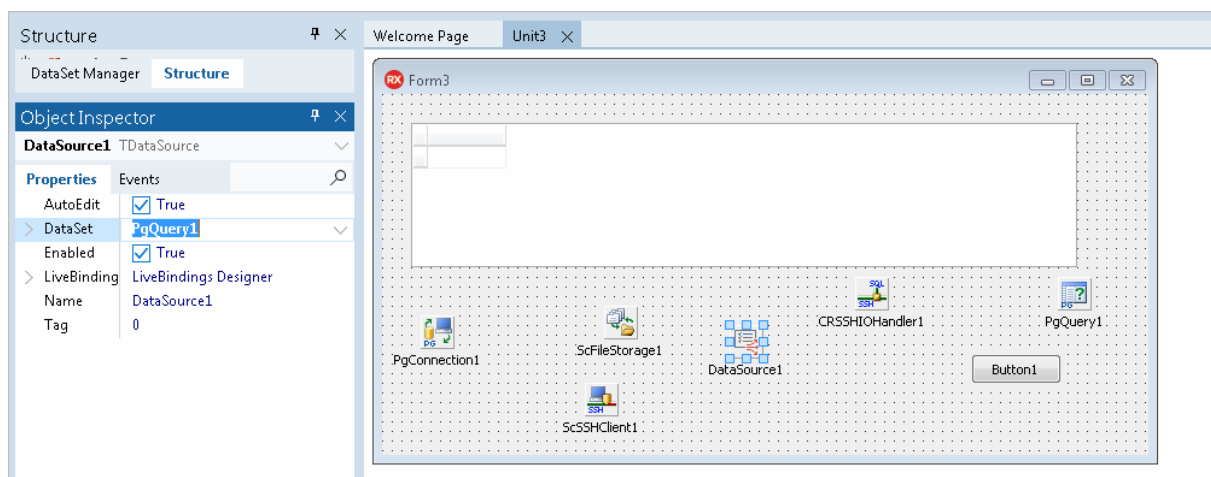 Structure
DataSet Manager Structure
Object Inspector
DataSource1 TDataSource
Properties Events
AutoEdit True
DataSet PgQuery1
Enabled True
LiveBinding LiveBindings Designer
Name DataSource1
Tag 0
Welcome Page Unit3
RX Form3
SQL
SSH
CRSSHIOHandler1
PG
PgQuery1
PG
PgConnection1
ScFileStorage1
DataSource1
Button1
SSH
ScSSHClient1